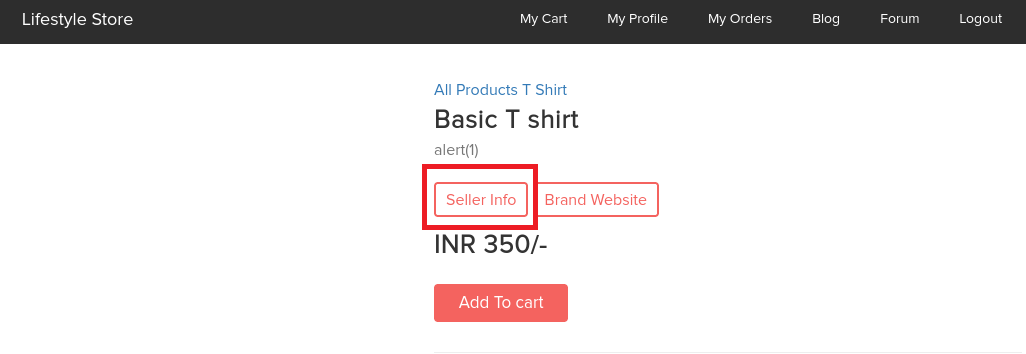 Lifestyle Store My Cart My Profile My Orders Blog Forum Logout
All Products T Shirt
Basic T shirt
alert(1)
Seller Info Brand Website
INR 350/-
Add To cart